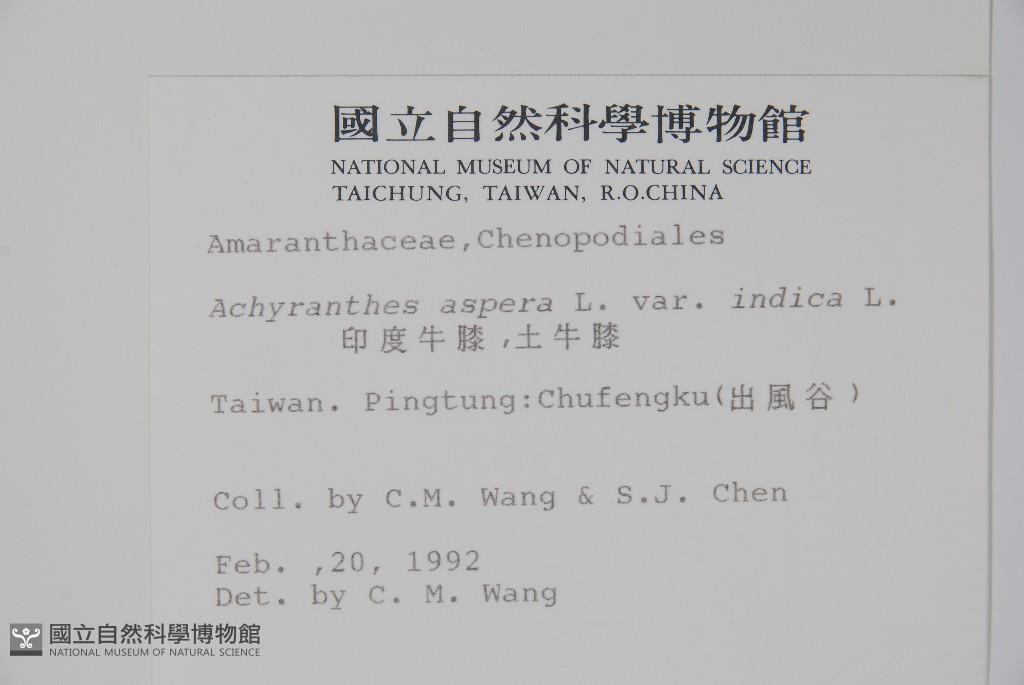 國立自然科學博物館
NATIONAL MUSEUM OF NATURAL SCIENCE
TAICHUNG, TAIWAN, R.O.CHINA
Amaranthaceae,Chenopodiales
Achyranthes aspera L. var. indica L.
印度牛膝,土牛膝
Taiwan. Pingtung:Chufengku(出風谷)
Coll. by C.M. Wang & S.J. Chen
Feb. ,20, 1992
Det. by C. M. Wang
國立自然科學博物館
NATIONAL MUSEUM OF NATURAL SCIENCE